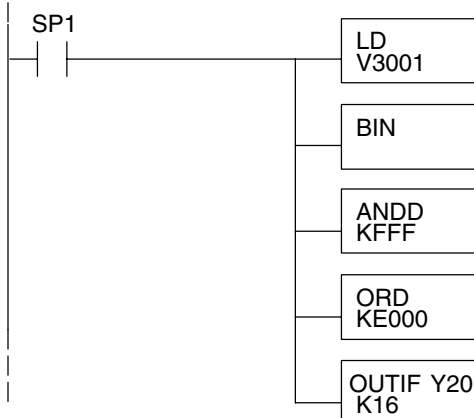 SP1
LD
V3001
BIN
ANDD
KFFF
ORD
KE000
OUTIF Y20
K16